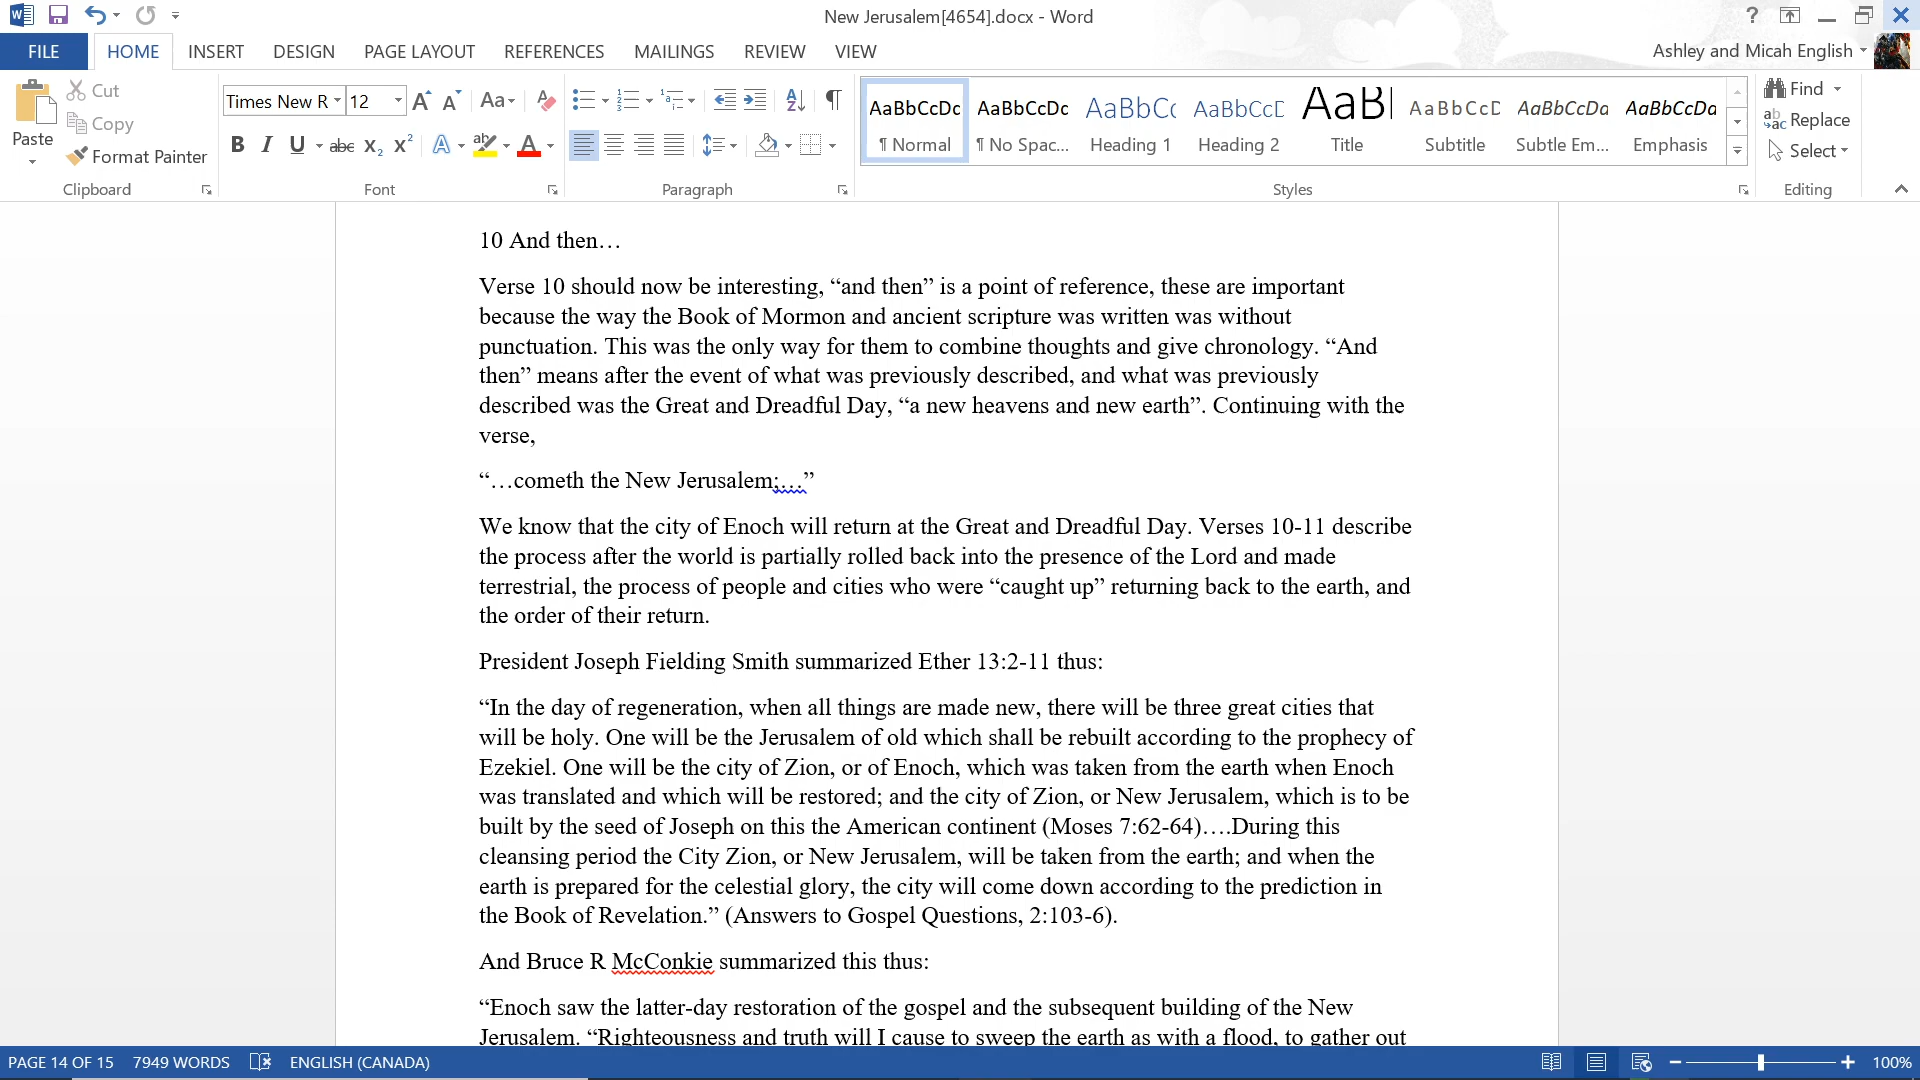 New Jerusalem[4654].docx - Word
FILE HOME INSERT DESIGN PAGE LAYOUT REFERENCES MAILINGS REVIEW VIEW
Ashley and Micah English
Paste
Cut
Copy
Format Painter
Clipboard
Times New R 12
Font
Paragraph
AaBbCcDc AaBbCcDc AaBbCc AaBbCcD AaB AaBbCcD AaBbCcDa AaBbCcDa
¶ Normal ¶ No Spac... Heading 1 Heading 2 Title Subtitle Subtle Em... Emphasis
Styles
Find
Replace
Select
Editing
10 And then…
Verse 10 should now be interesting, “and then” is a point of reference, these are important
because the way the Book of Mormon and ancient scripture was written was without
punctuation. This was the only way for them to combine thoughts and give chronology. “And
then” means after the event of what was previously described, and what was previously
described was the Great and Dreadful Day, “a new heavens and new earth”. Continuing with the
verse,
“…cometh the New Jerusalem;…”
We know that the city of Enoch will return at the Great and Dreadful Day. Verses 10-11 describe
the process after the world is partially rolled back into the presence of the Lord and made
terrestrial, the process of people and cities who were “caught up” returning back to the earth, and
the order of their return.
President Joseph Fielding Smith summarized Ether 13:2-11 thus:
“In the day of regeneration, when all things are made new, there will be three great cities that
will be holy. One will be the Jerusalem of old which shall be rebuilt according to the prophecy of
Ezekiel. One will be the city of Zion, or of Enoch, which was taken from the earth when Enoch
was translated and which will be restored; and the city of Zion, or New Jerusalem, which is to be
built by the seed of Joseph on this the American continent (Moses 7:62-64)….During this
cleansing period the City Zion, or New Jerusalem, will be taken from the earth; and when the
earth is prepared for the celestial glory, the city will come down according to the prediction in
the Book of Revelation.” (Answers to Gospel Questions, 2:103-6).
And Bruce R McConkie summarized this thus:
“Enoch saw the latter-day restoration of the gospel and the subsequent building of the New
Jerusalem. “Righteousness and truth will I cause to sweep the earth as with a flood, to gather out
PAGE 14 OF 15 7949 WORDS ENGLISH (CANADA) 100%